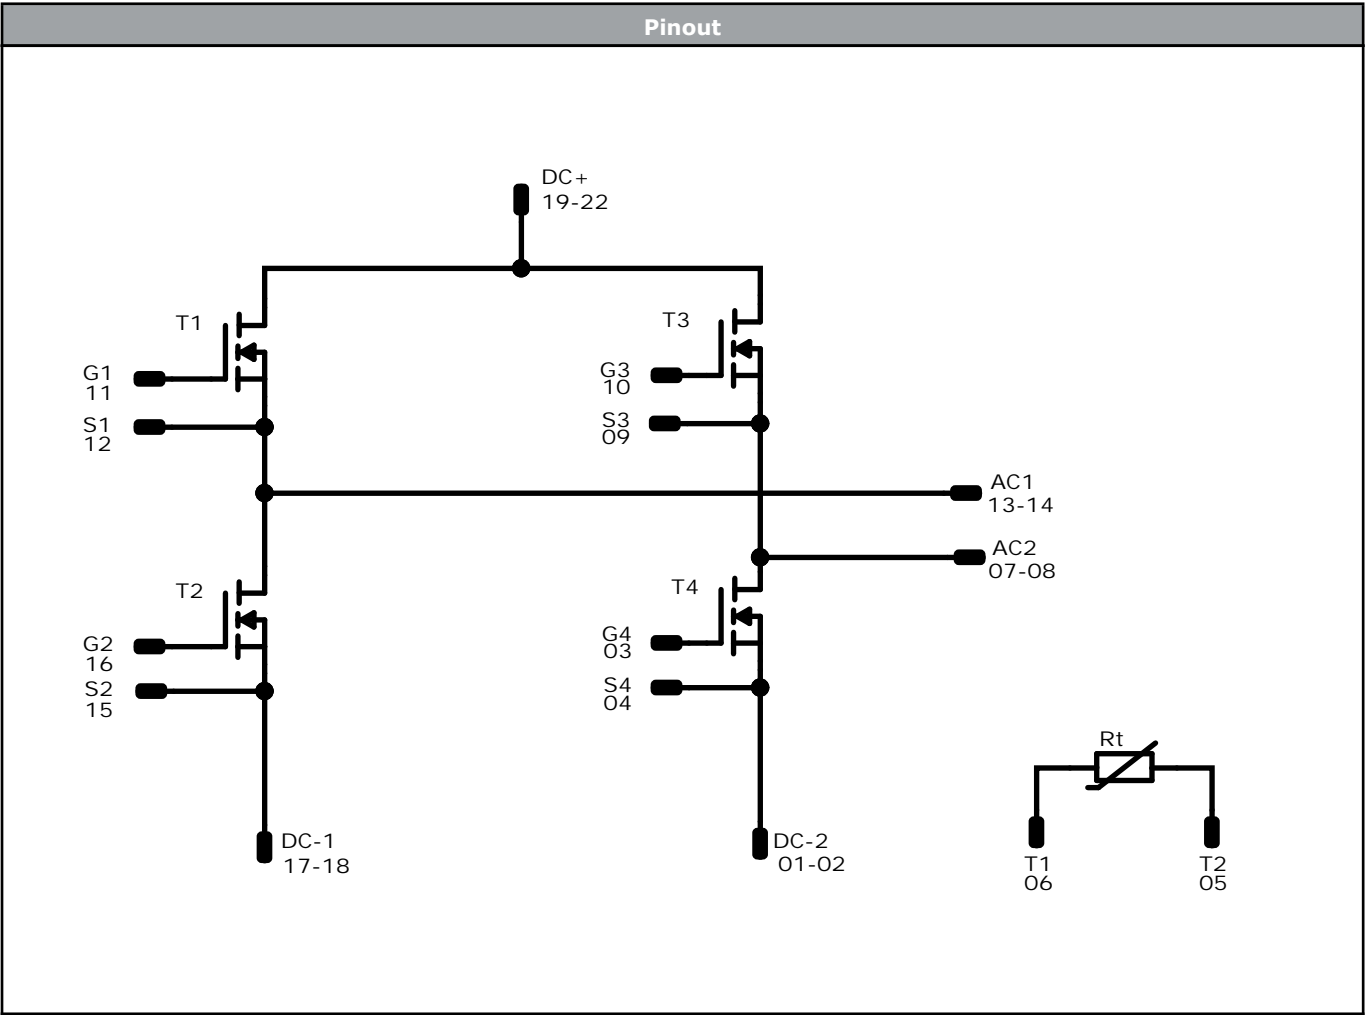 Pinout
DC+
19-22
T1
T3
G1
11
G3
10
S1
12
S3
09
AC1
13-14
AC2
07-08
T2
T4
G2
16
G4
03
S2
15
S4
04
Rt
DC-1
17-18
DC-2
01-02
T1
06
T2
05